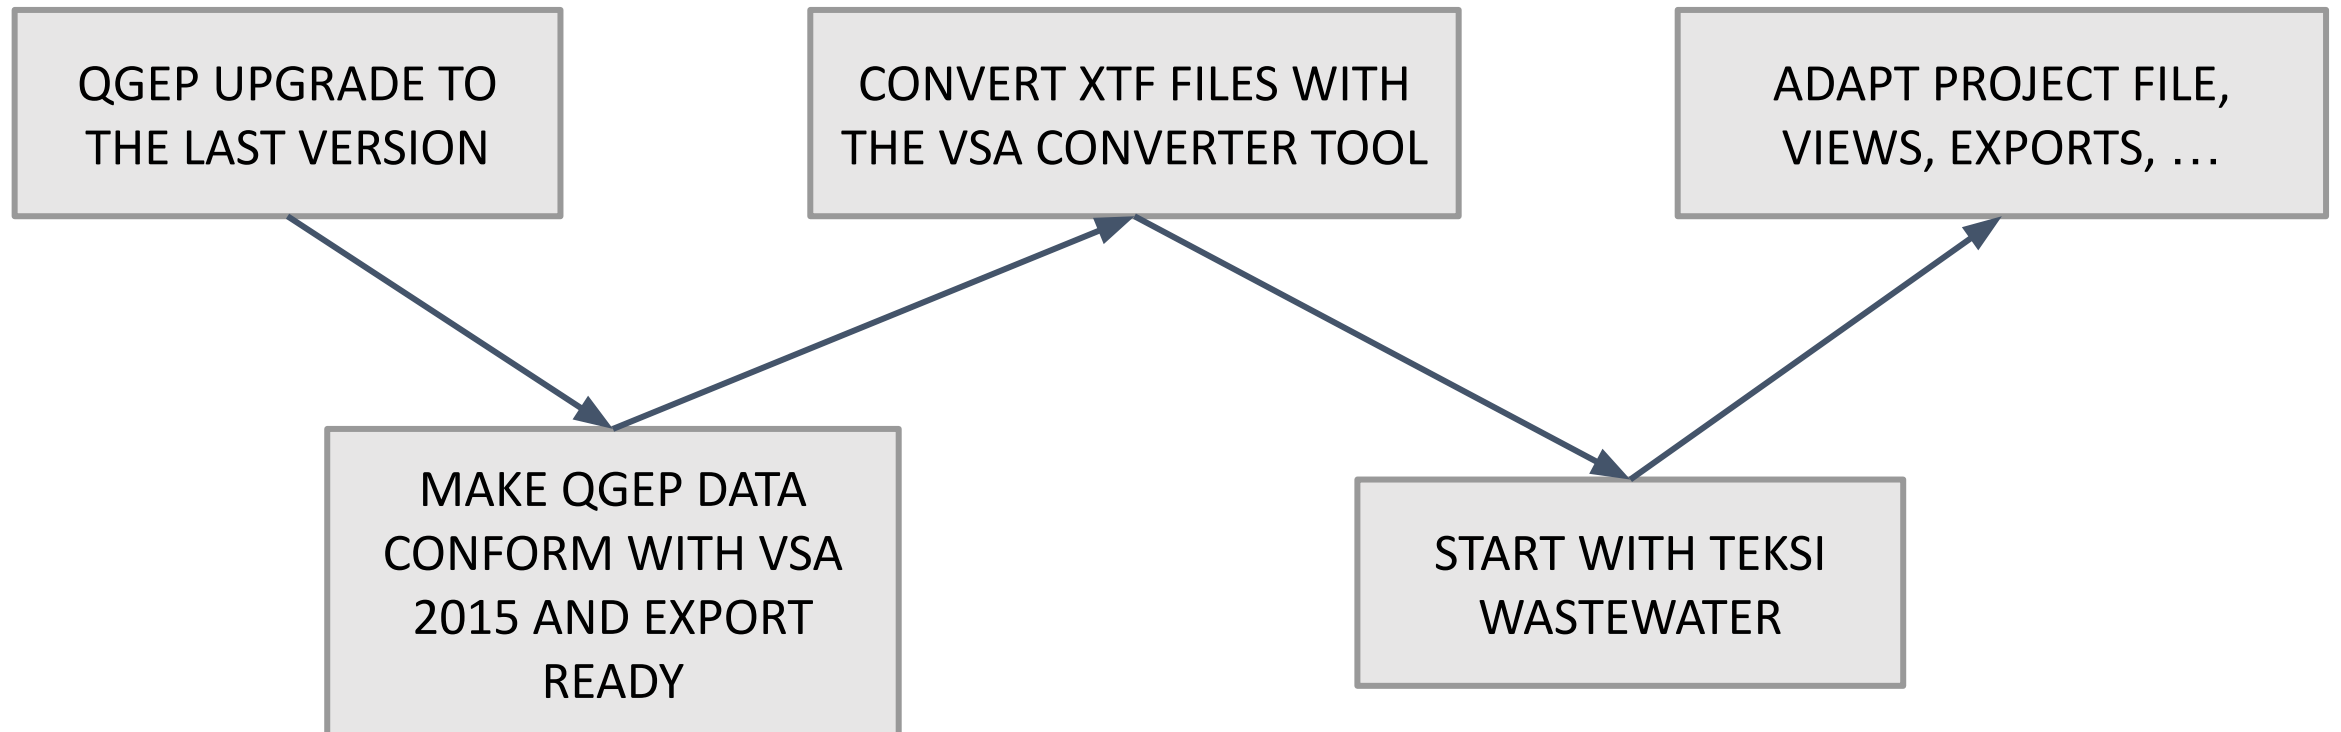 QGEP UPGRADE TO
THE LAST VERSION
MAKE QGEP DATA
CONFORM WITH VSA
2015 AND EXPORT
READY
CONVERT XTF FILES WITH
THE VSA CONVERTER TOOL
START WITH TEKSI
WASTEWATER
ADAPT PROJECT FILE,
VIEWS, EXPORTS, …